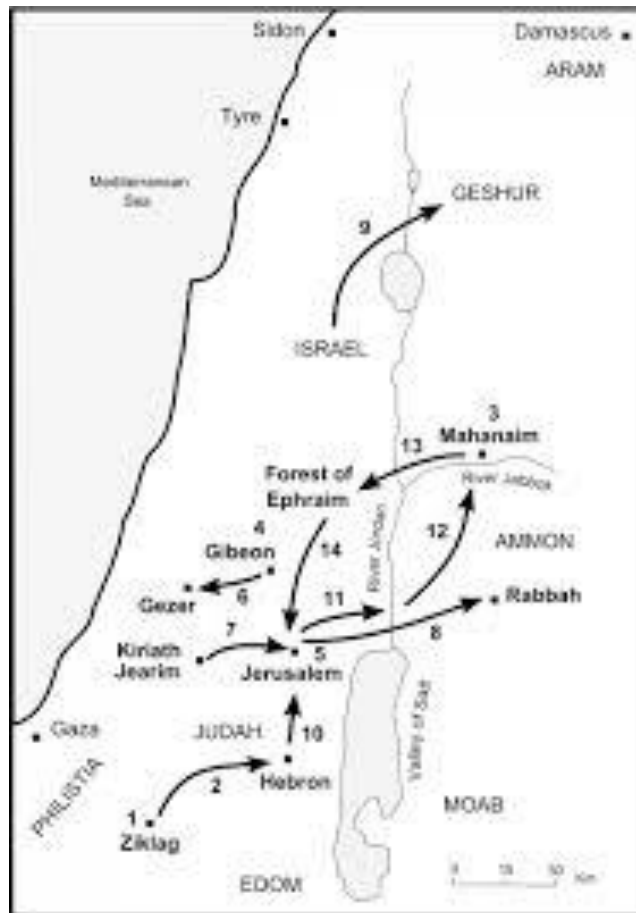 Sidon
Damascus
ARAM
Tyre
Mediterranean
Sea
GESHUR
9
ISRAEL
3
Mahanaim
13
River Jabbok
Forest of
Ephraim
4
Gibeon
14
River Jordan
12
AMMON
Gezer
6
11
Rabbah
Kiriath
Jearim
7
5
8
Jerusalem
Gaza
JUDAH
10
Valley of Salt
PHILISTIA
2
Hebron
1
Ziklag
MOAB
EDOM
0
Km